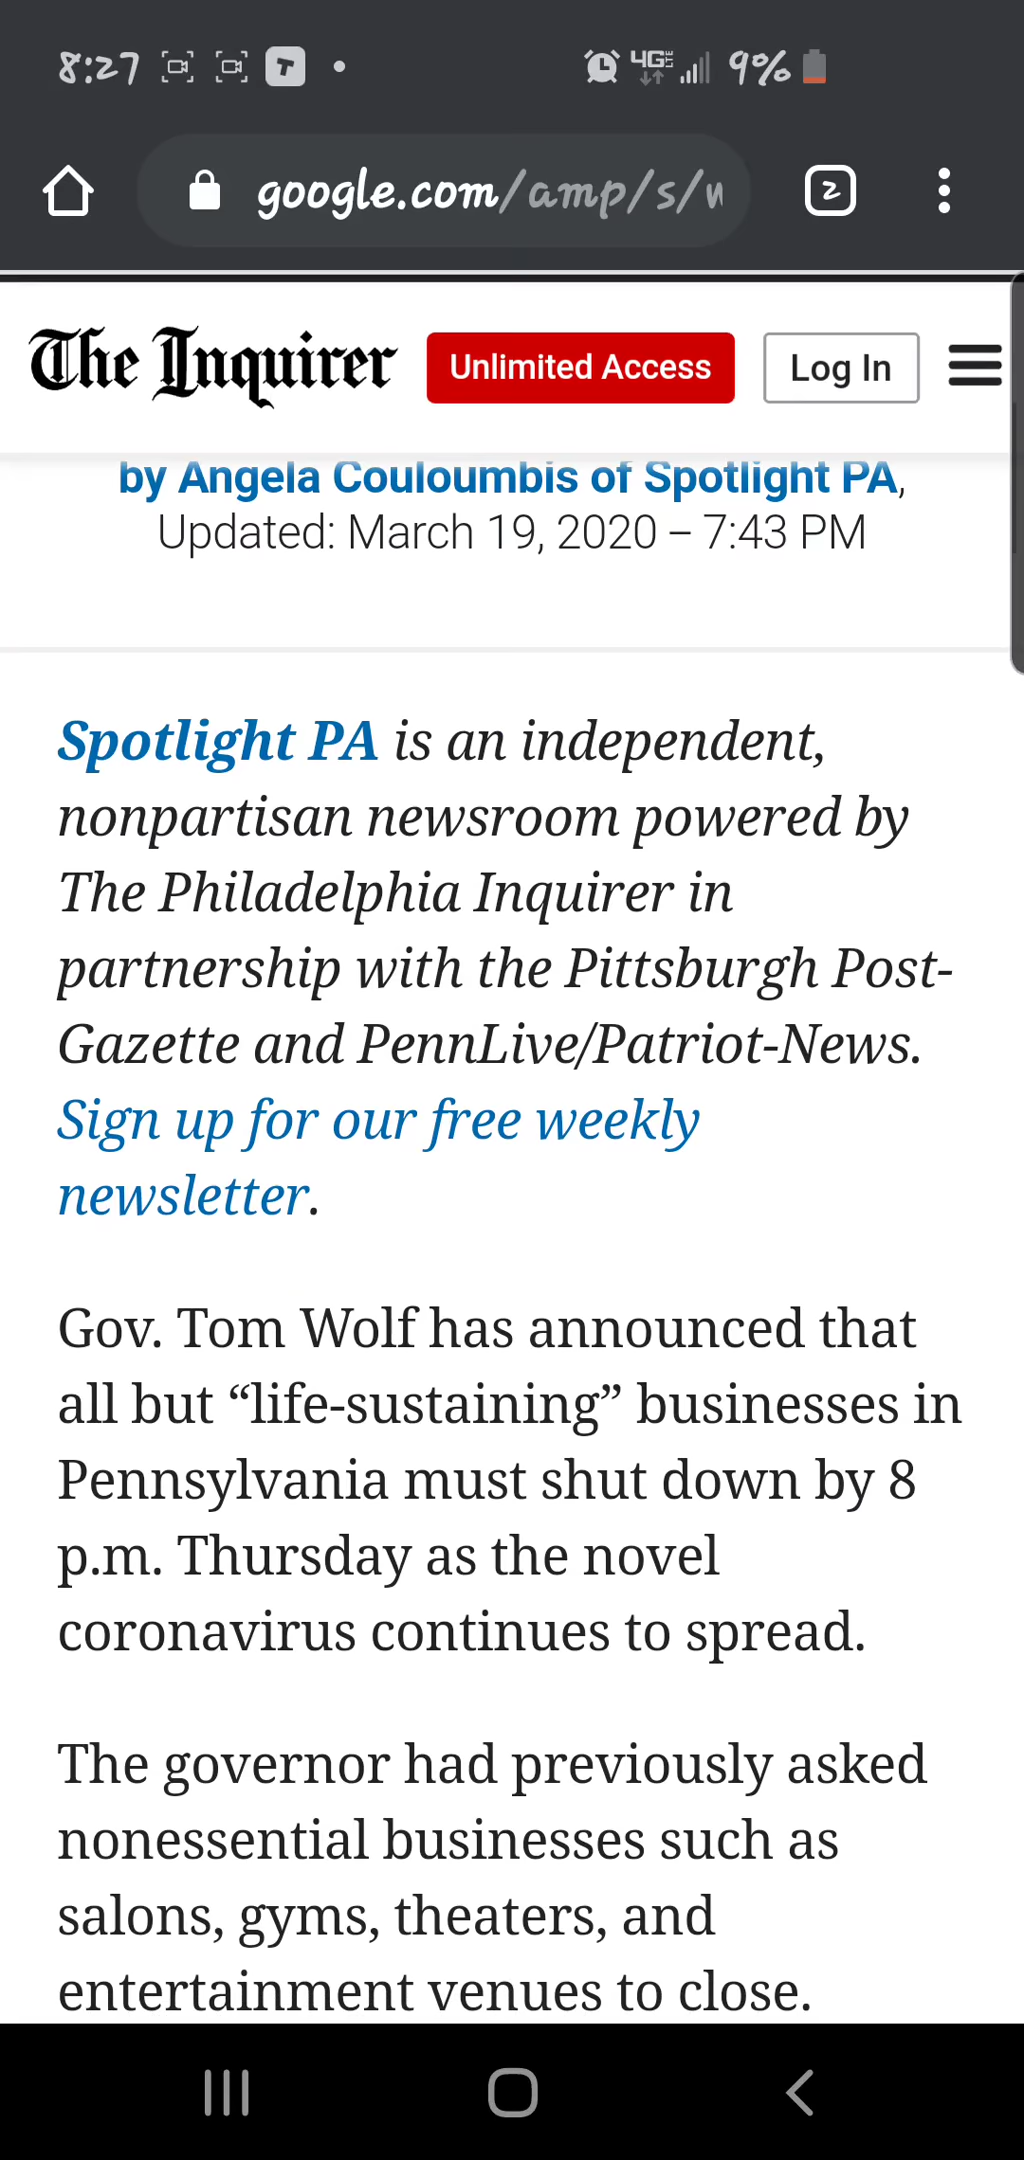 8:27 T 4G LTE 9%
google.com/amp/s/
2
The Inquirer Unlimited Access Log In
by Angela Couloumbis of Spotlight PA,
Updated: March 19, 2020 – 7:43 PM
Spotlight PA is an independent,
nonpartisan newsroom powered by
The Philadelphia Inquirer in
partnership with the Pittsburgh Post-
Gazette and PennLive/Patriot-News.
Sign up for our free weekly
newsletter.
Gov. Tom Wolf has announced that
all but “life-sustaining” businesses in
Pennsylvania must shut down by 8
p.m. Thursday as the novel
coronavirus continues to spread.
The governor had previously asked
nonessential businesses such as
salons, gyms, theaters, and
entertainment venues to close.